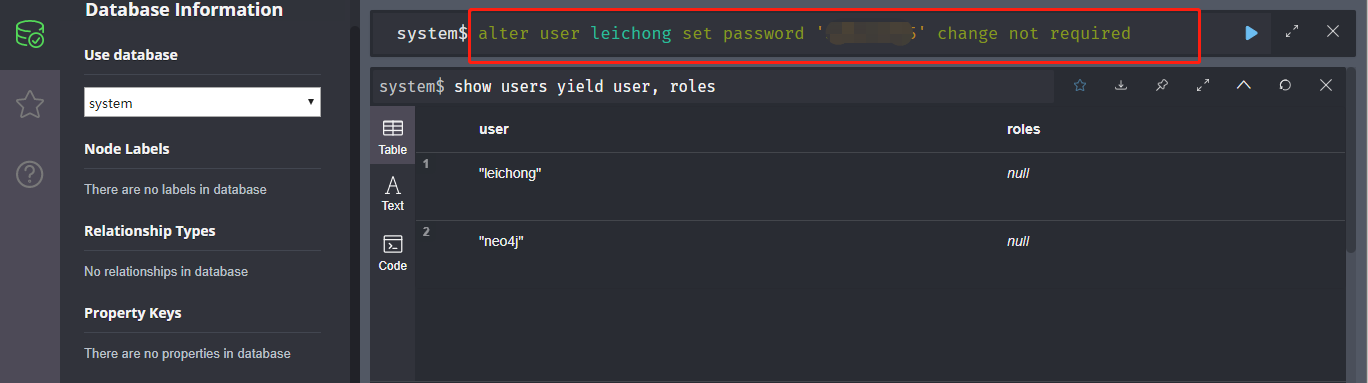 Database Information
Use database
system
Node Labels
There are no labels in database
Relationship Types
No relationships in database
Property Keys
There are no properties in database
system$ alter user leichong set password '5' change not required
system$ show users yield user, roles
Table
Text
Code
user roles
1 "leichong" null
2 "neo4j" null